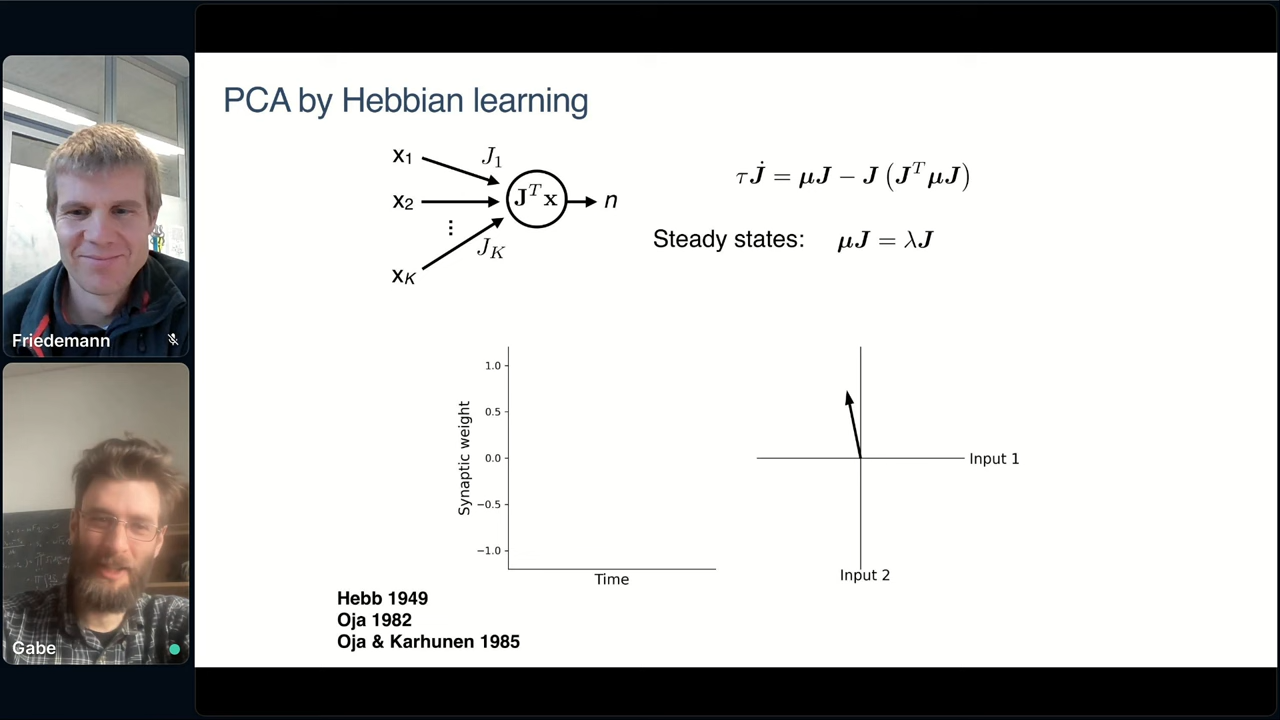 PCA by Hebbian learning
x1
J1
x2
J^T x
n
⋮
JK
xK
τJ̇ = μJ − J (J^T μJ)
Steady states: μJ = λJ
1.0
0.5
0.0
−0.5
−1.0
Synaptic weight
Time
Input 1
Input 2
Hebb 1949
Oja 1982
Oja & Karhunen 1985
Friedemann
Gabe